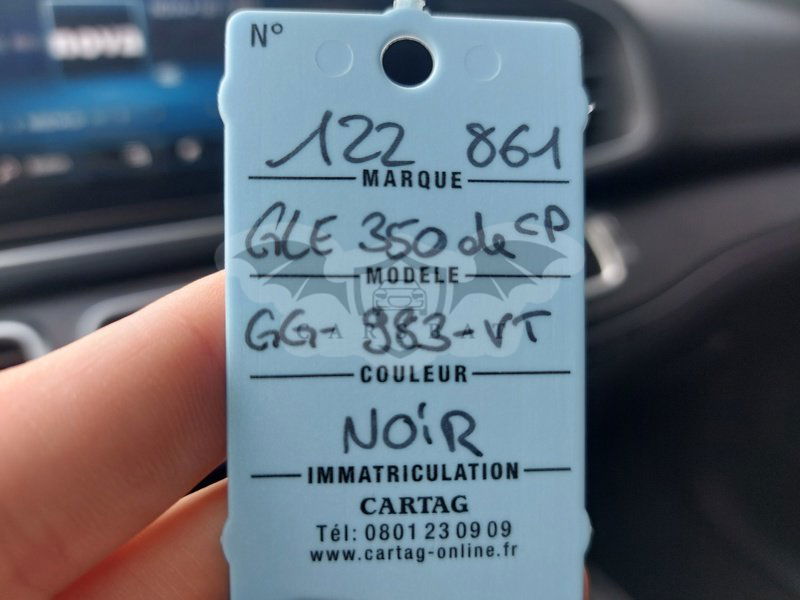 N°
122 861
MARQUE
GLE 350 de CP
MODELE
GG-983-VT
COULEUR
NOIR
IMMATRICULATION
CARTAG
Tél: 0801 23 09 09
www.cartag-online.fr